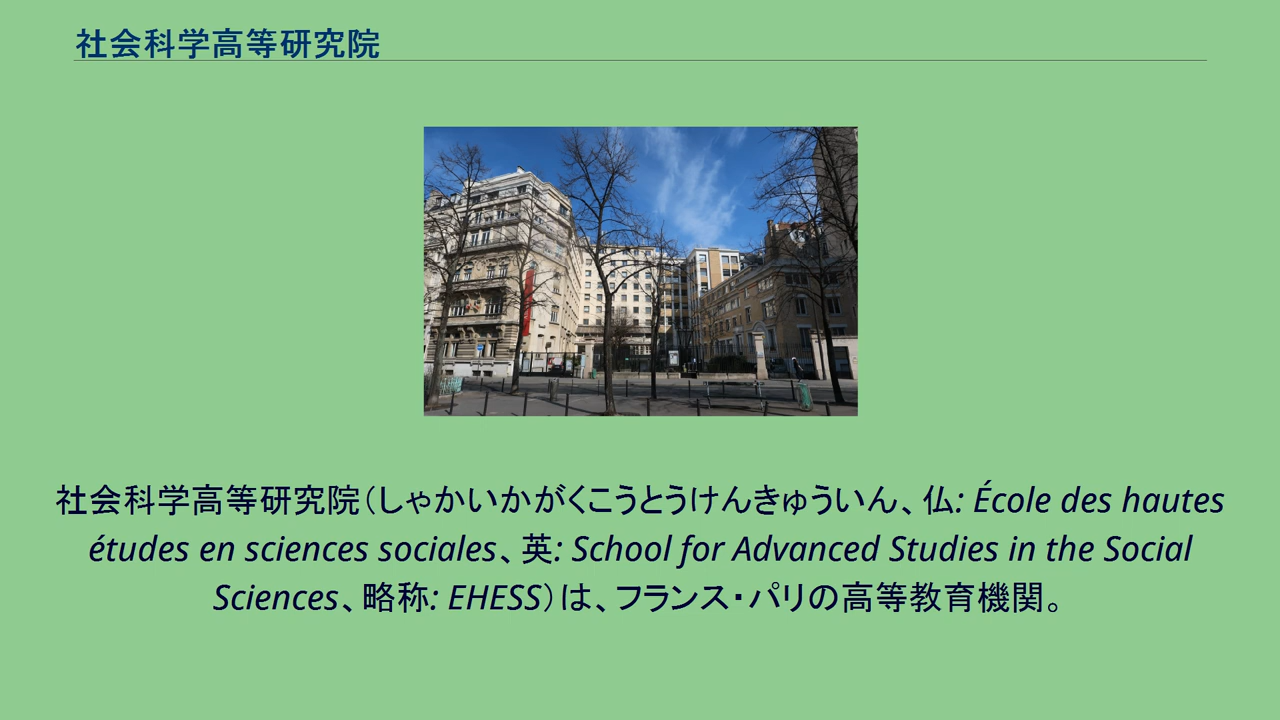 社会科学高等研究院
社会科学高等研究院（しゃかいかがくこうとうけんきゅういん、仏: École des hautes
études en sciences sociales、英: School for Advanced Studies in the Social
Sciences、略称: EHESS）は、フランス・パリの高等教育機関。